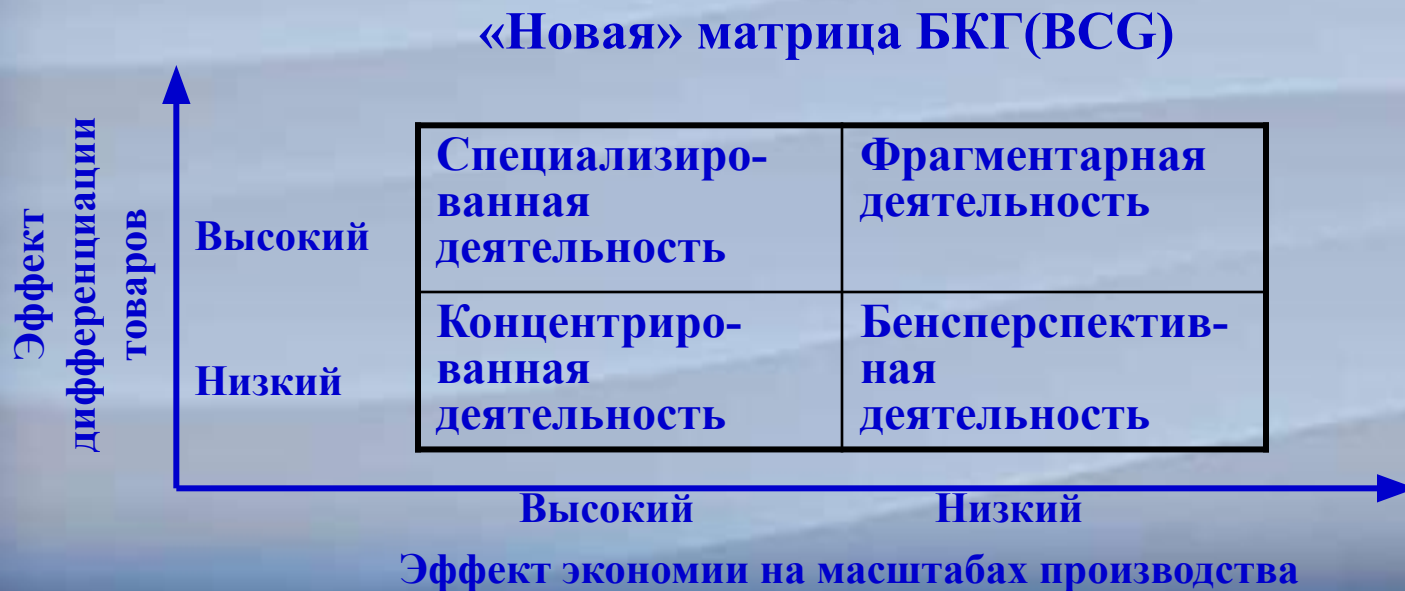 «Новая» матрица БКГ(BCG)
Эффект
дифференциации
товаров
Высокий
Специализиро-
ванная
деятельность
Фрагментарная
деятельность
Низкий
Концентриро-
ванная
деятельность
Бенсперспектив-
ная
деятельность
Высокий
Низкий
Эффект экономии на масштабах производства